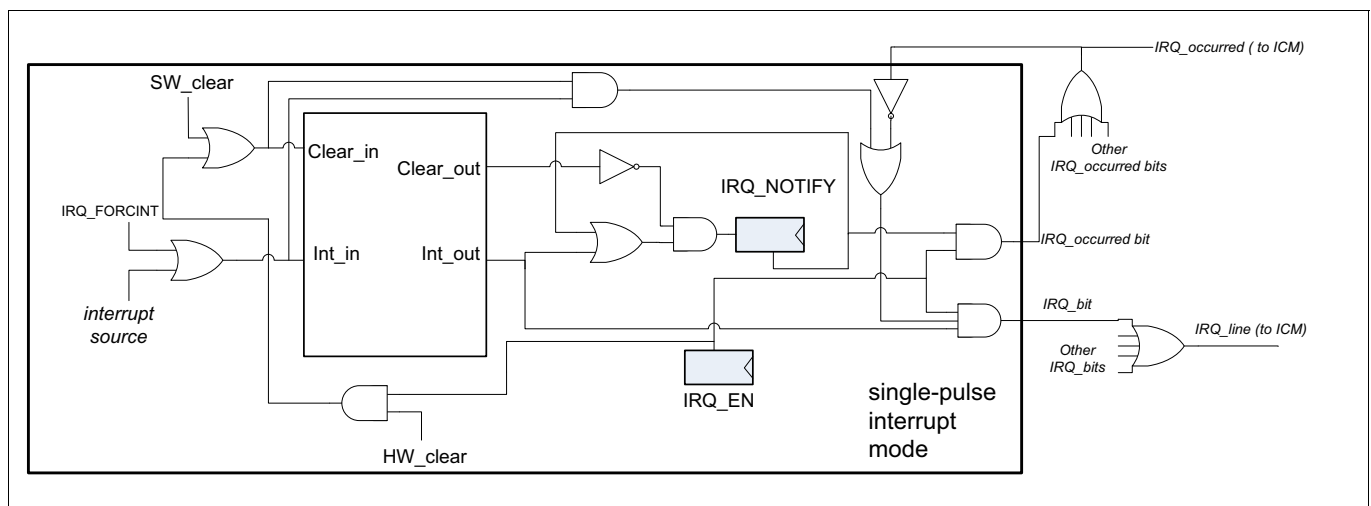 IRQ_occurred ( to ICM)
SW_clear
Other
IRQ_occurred bits
Clear_in
Clear_out
IRQ_NOTIFY
IRQ_FORCINT
IRQ_occurred bit
Int_in
Int_out
interrupt
source
IRQ_bit
IRQ_line (to ICM)
Other
IRQ_bits
IRQ_EN
single-pulse
interrupt
mode
HW_clear